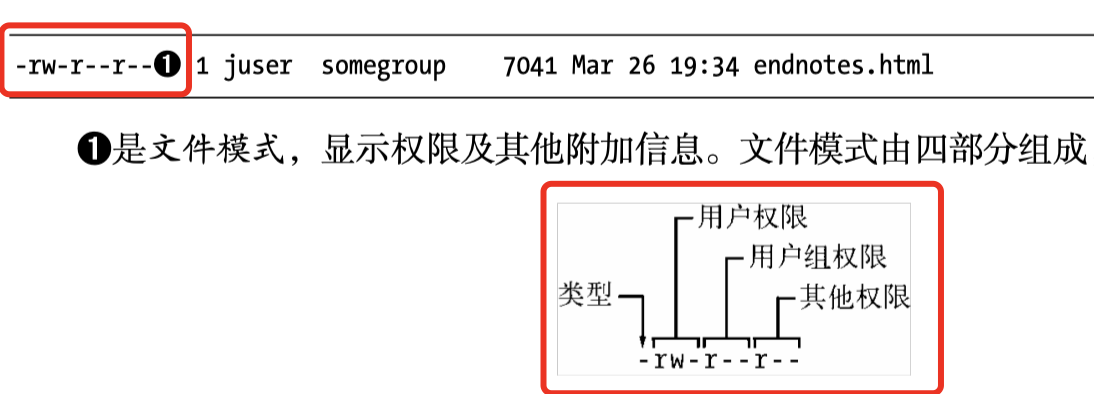 -rw-r--r--❶ 1 juser  somegroup    7041 Mar 26 19:34 endnotes.html
❶是文件模式，显示权限及其他附加信息。文件模式由四部分组成
用户权限
用户组权限
类型
其他权限
-rw-r--r--